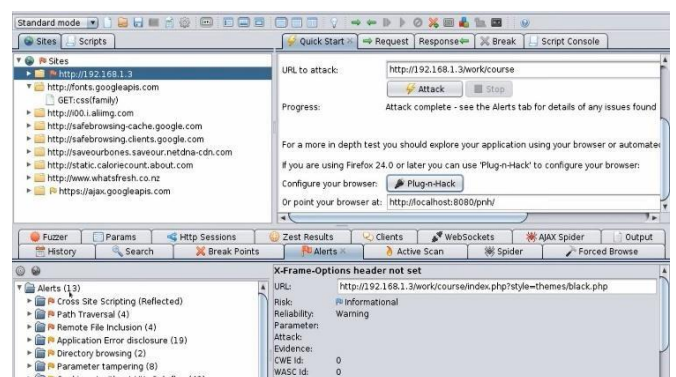 Standard mode
Sites
Scripts
Quick Start
Request
Response
Break
Script Console
Sites
http://192.168.1.3
http://fonts.googleapis.com
GET:css(family)
http://i00.i.aliimg.com
http://safebrowsing-cache.google.com
http://safebrowsing.clients.google.com
http://saveourbones.saveour.netdna-cdn.com
http://static.caloriecount.about.com
http://www.whatsfresh.co.nz
https://ajax.googleapis.com
URL to attack:
http://192.168.1.3/work/course
Attack
Stop
Progress:
Attack complete - see the Alerts tab for details of any issues found
For a more in depth test you should explore your application using your browser or automate
If you are using Firefox 24.0 or later you can use 'Plug-n-Hack' to configure your browser:
Configure your browser:
Plug-n-Hack
Or point your browser at:
http://localhost:8080/pnh/
Fuzzer
Params
Http Sessions
Zest Results
Clients
WebSockets
AJAX Spider
Output
History
Search
Break Points
Alerts
Active Scan
Spider
Forced Browse
Alerts (13)
Cross Site Scripting (Reflected)
Path Traversal (4)
Remote File Inclusion (4)
Application Error disclosure (19)
Directory browsing (2)
Parameter tampering (8)
X-Frame-Options header not set
URL:
http://192.168.1.3/work/course/index.php?style=themes/black.php
Risk:
Informational
Reliability:
Warning
Parameter:
Attack:
Evidence:
CWE Id:
0
WASC Id:
0